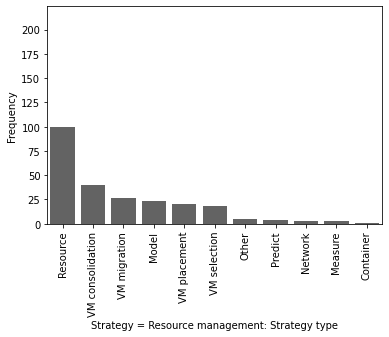 200
175
150
125
100
75
50
25
0
Frequency
Resource
VM consolidation
VM migration
Model
VM placement
VM selection
Other
Predict
Network
Measure
Container
Strategy = Resource management: Strategy type